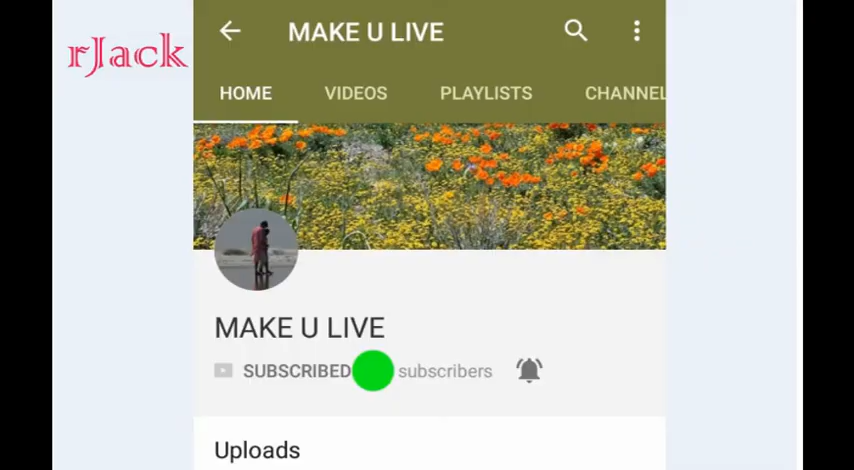 rJack
MAKE U LIVE
HOME VIDEOS PLAYLISTS CHANNEL
MAKE U LIVE
SUBSCRIBED subscribers
Uploads